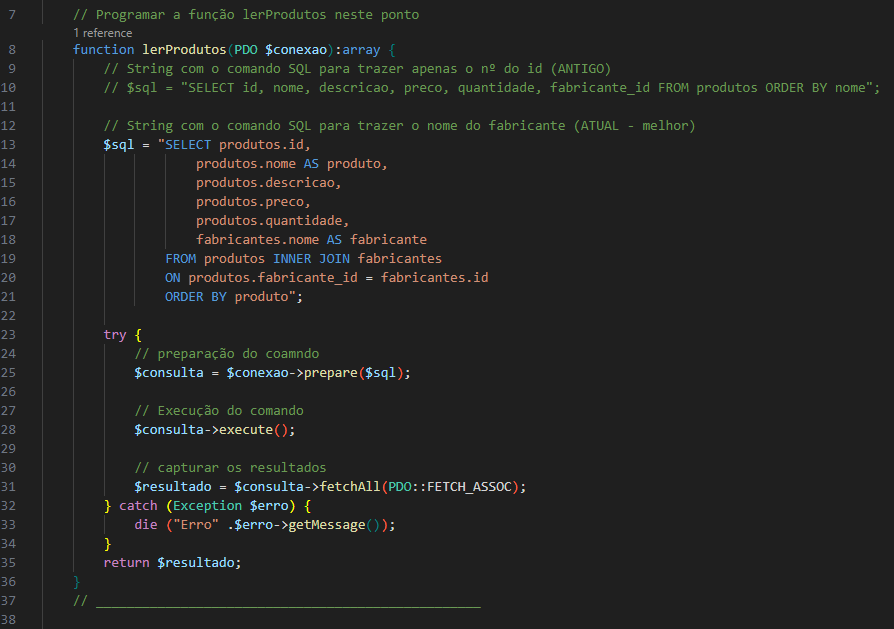 7 // Programar a função lerProdutos neste ponto
1 reference
8 function lerProdutos(PDO $conexao):array {
9 // String com o comando SQL para trazer apenas o nº do id (ANTIGO)
10 // $sql = "SELECT id, nome, descricao, preco, quantidade, fabricante_id FROM produtos ORDER BY nome";
11
12 // String com o comando SQL para trazer o nome do fabricante (ATUAL - melhor)
13 $sql = "SELECT produtos.id,
14 produtos.nome AS produto,
15 produtos.descricao,
16 produtos.preco,
17 produtos.quantidade,
18 fabricantes.nome AS fabricante
19 FROM produtos INNER JOIN fabricantes
20 ON produtos.fabricante_id = fabricantes.id
21 ORDER BY produto";
22
23 try {
24 // preparação do coamndo
25 $consulta = $conexao->prepare($sql);
26
27 // Execução do comando
28 $consulta->execute();
29
30 // capturar os resultados
31 $resultado = $consulta->fetchAll(PDO::FETCH_ASSOC);
32 } catch (Exception $erro) {
33 die ("Erro" .$erro->getMessage());
34 }
35 return $resultado;
36 }
37 // __________________________________________________
38